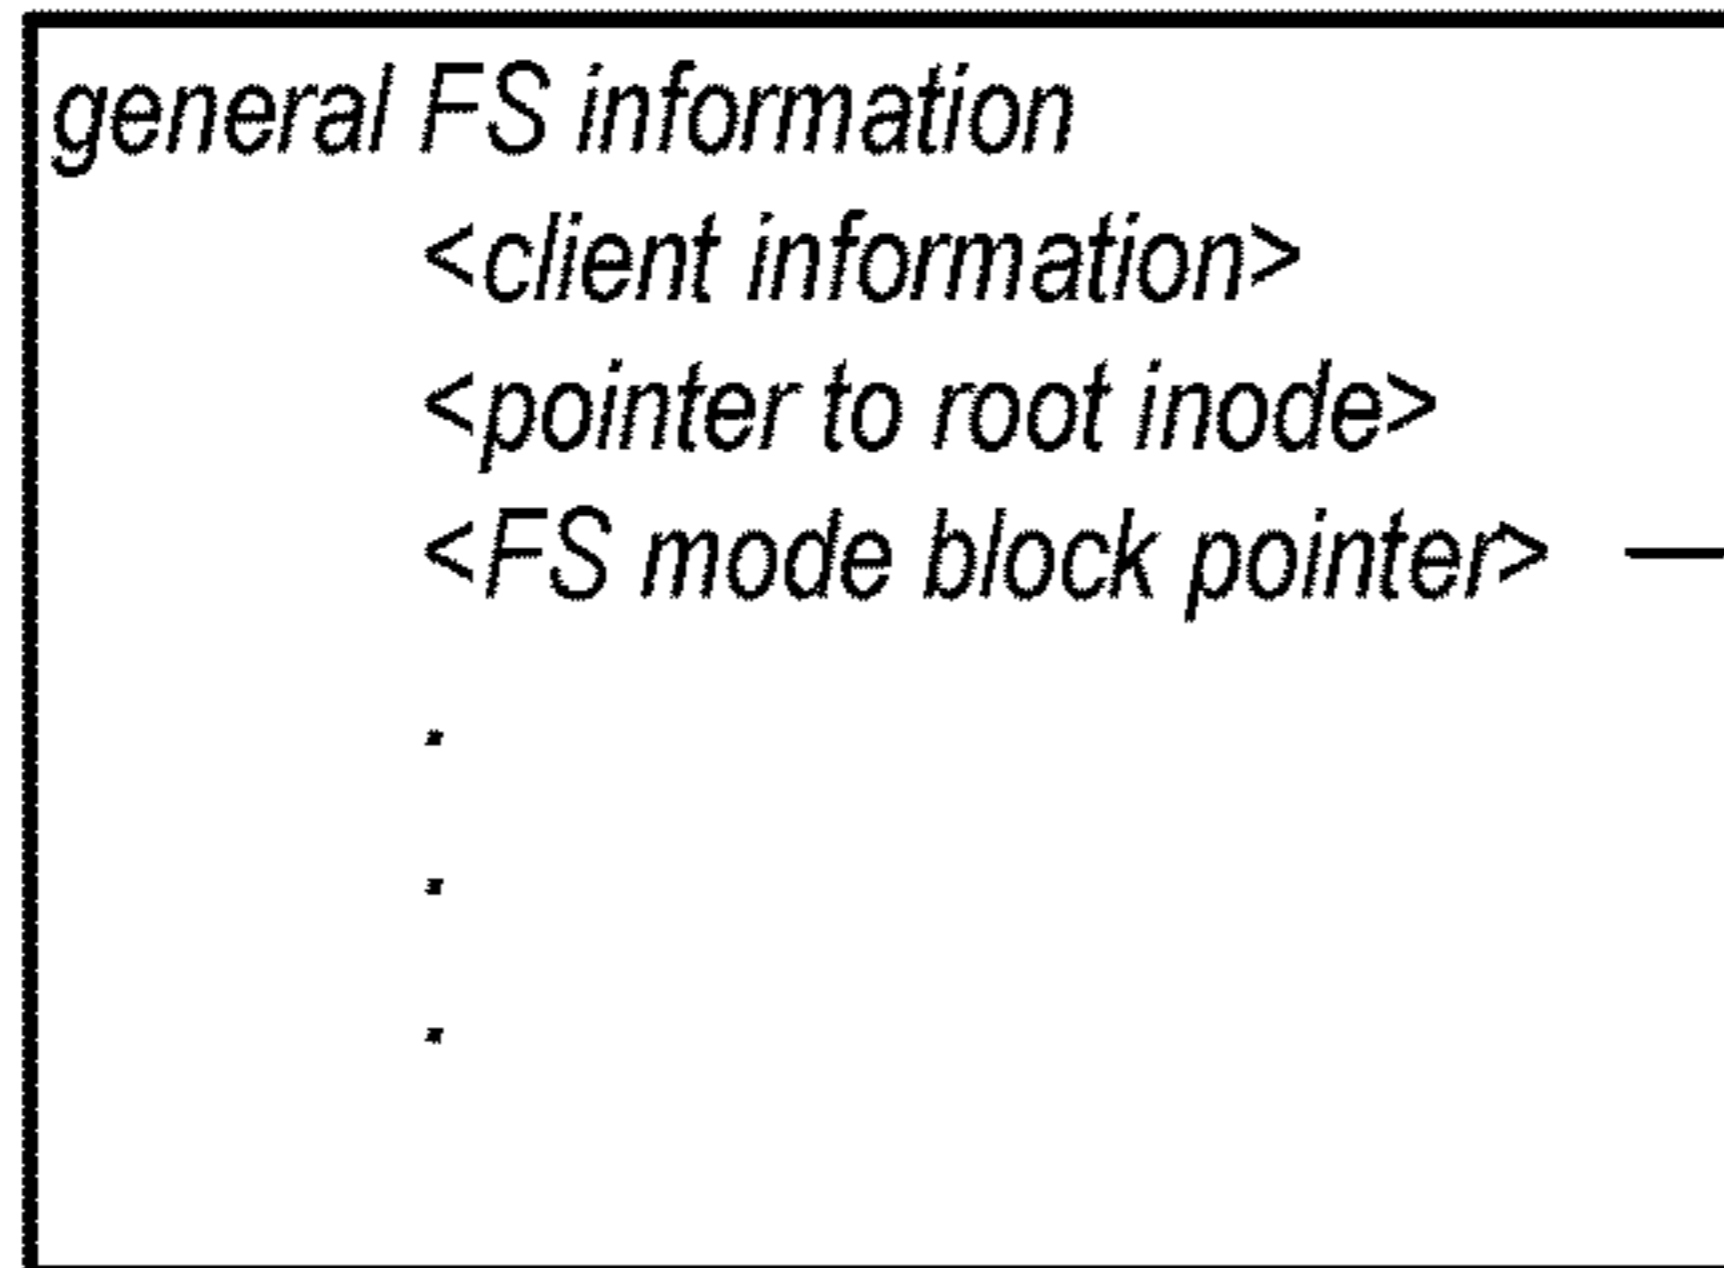 general FS information
<client information>
<pointer to root inode>
<FS mode block pointer>
.
.
.